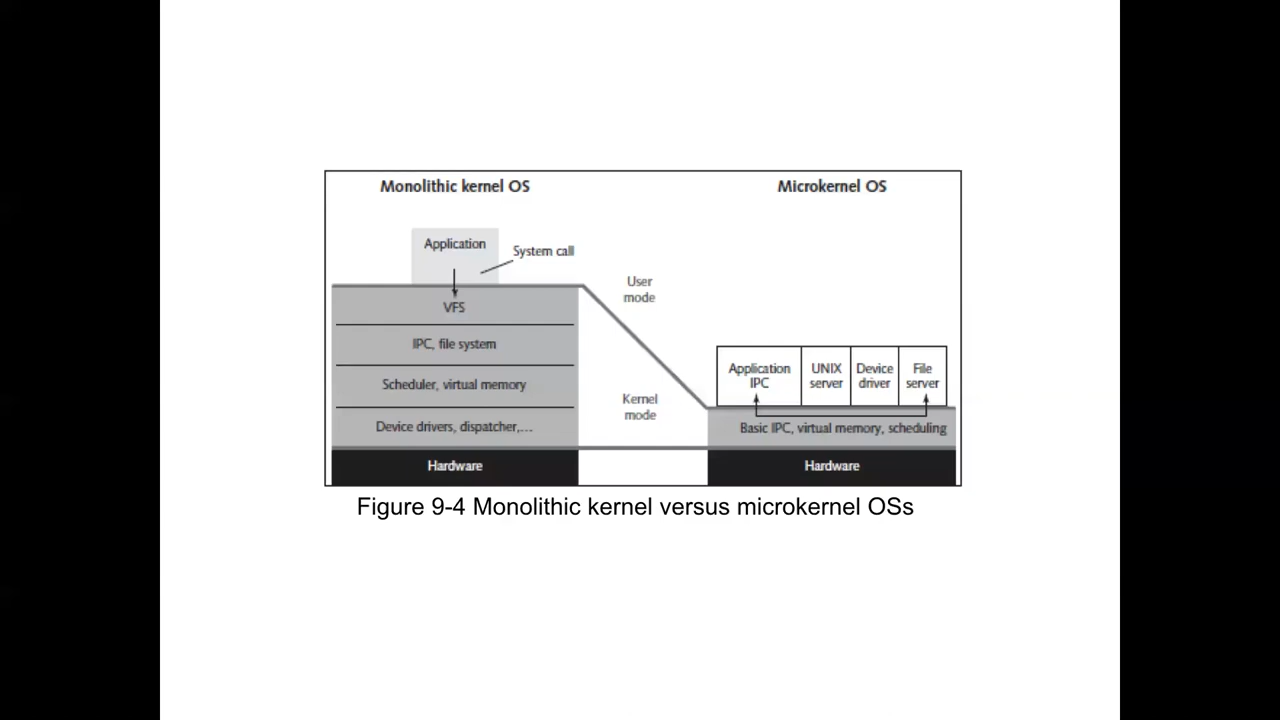 Monolithic kernel OS
Microkernel OS
Application
System call
VFS
IPC, file system
Scheduler, virtual memory
Device drivers, dispatcher,...
Hardware
User
mode
Kernel
mode
Application
IPC
UNIX
server
Device
driver
File
server
Basic IPC, virtual memory, scheduling
Hardware
Figure 9-4 Monolithic kernel versus microkernel OSs